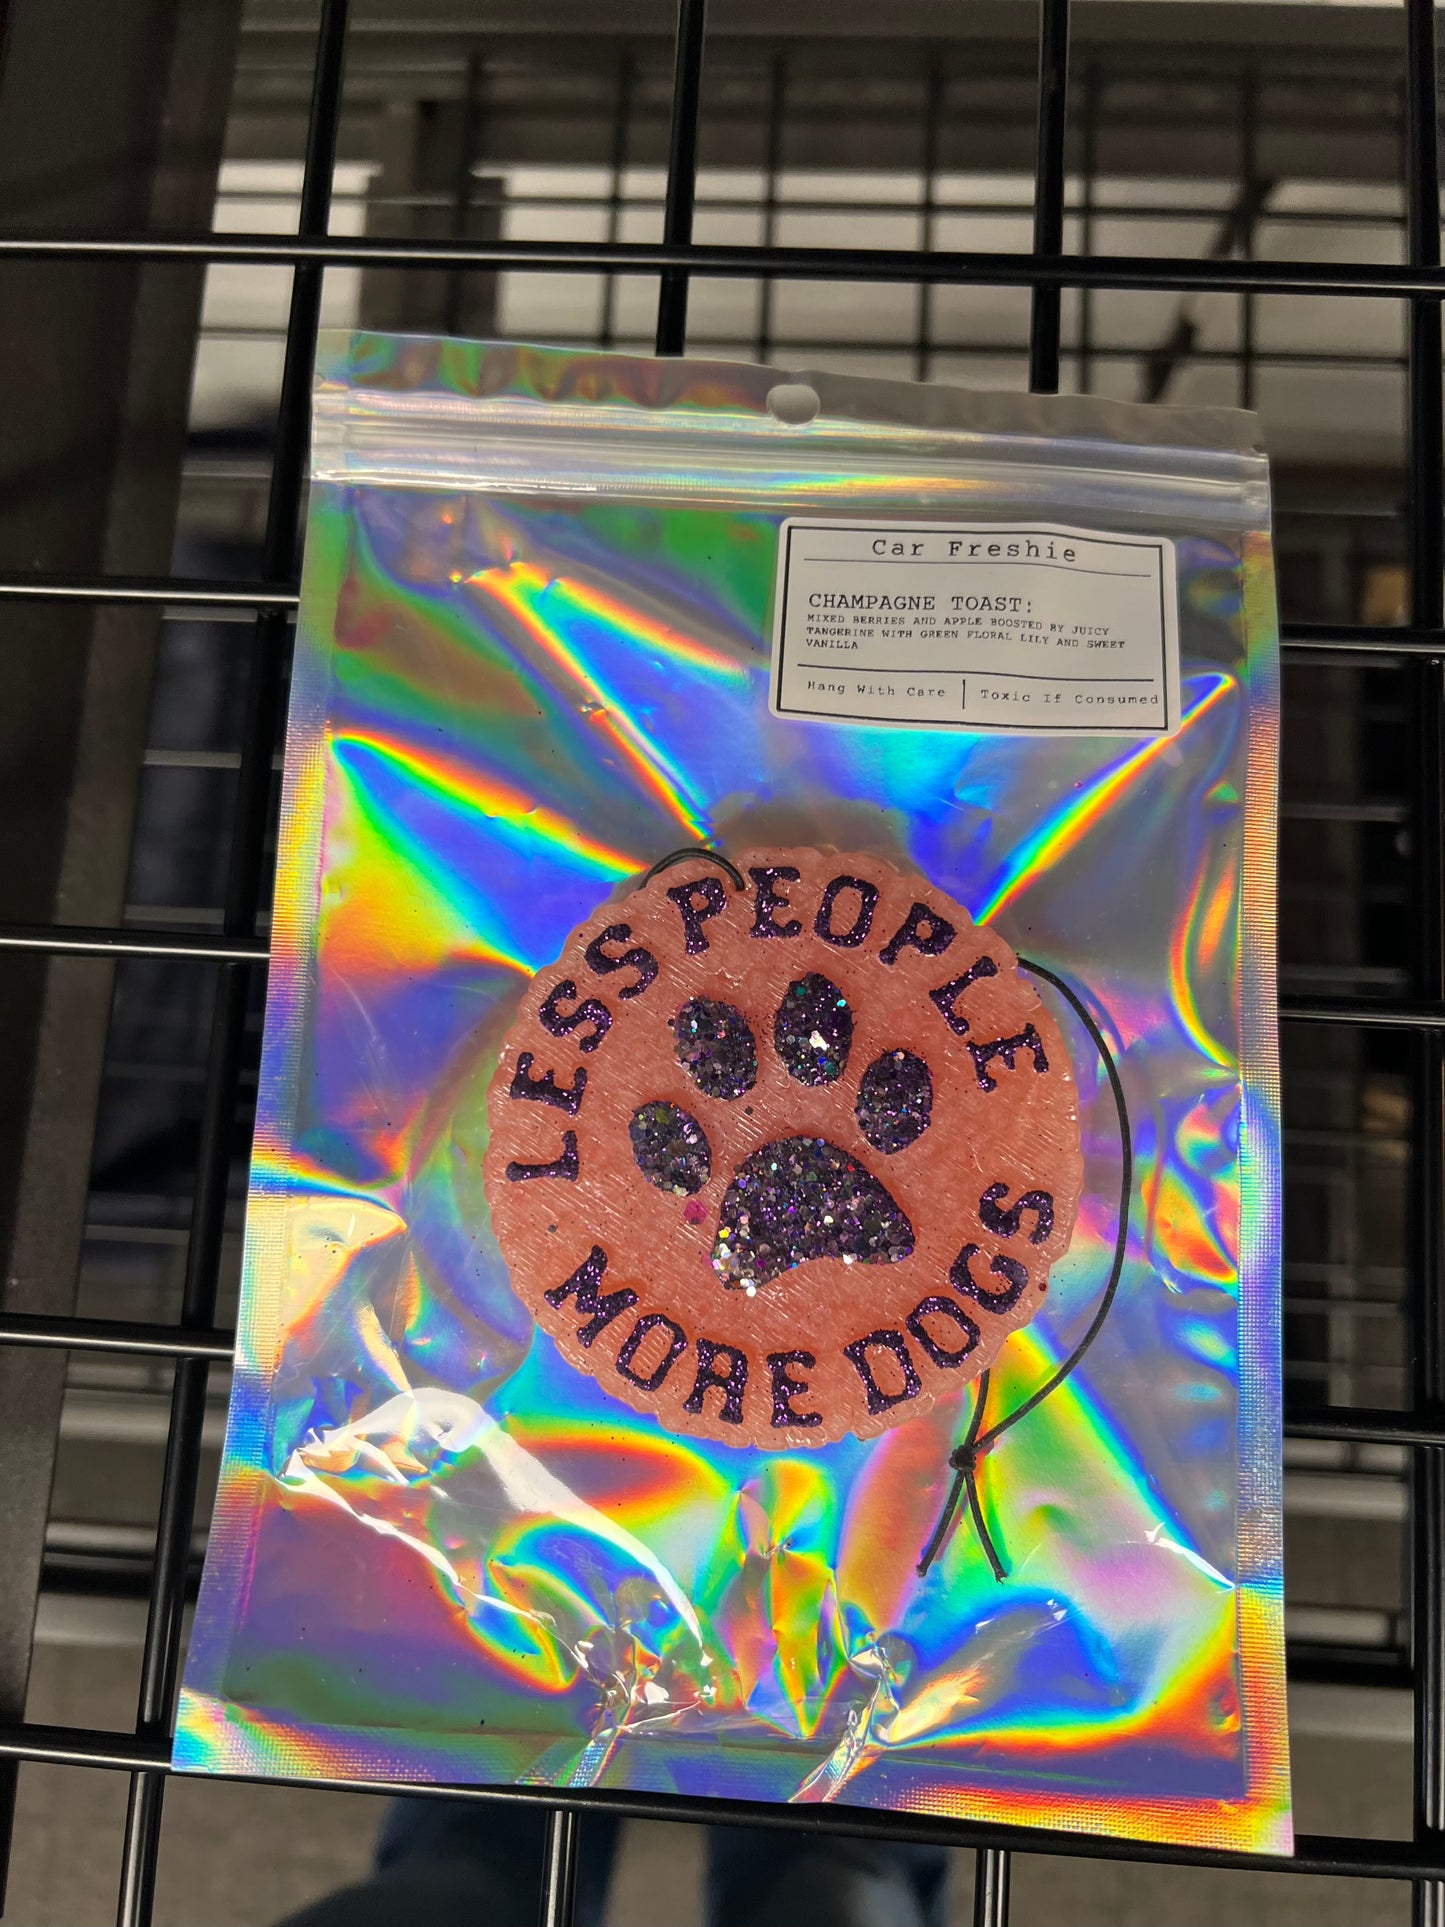 Car Freshie
CHAMPAGNE TOAST:
MIXED BERRIES AND APPLE BOOSTED BY JUICY
TANGERINE WITH GREEN FLORAL LILY AND SWEET
VANILLA
Hang With Care | Toxic If Consumed
LESS PEOPLE
MORE DOGS